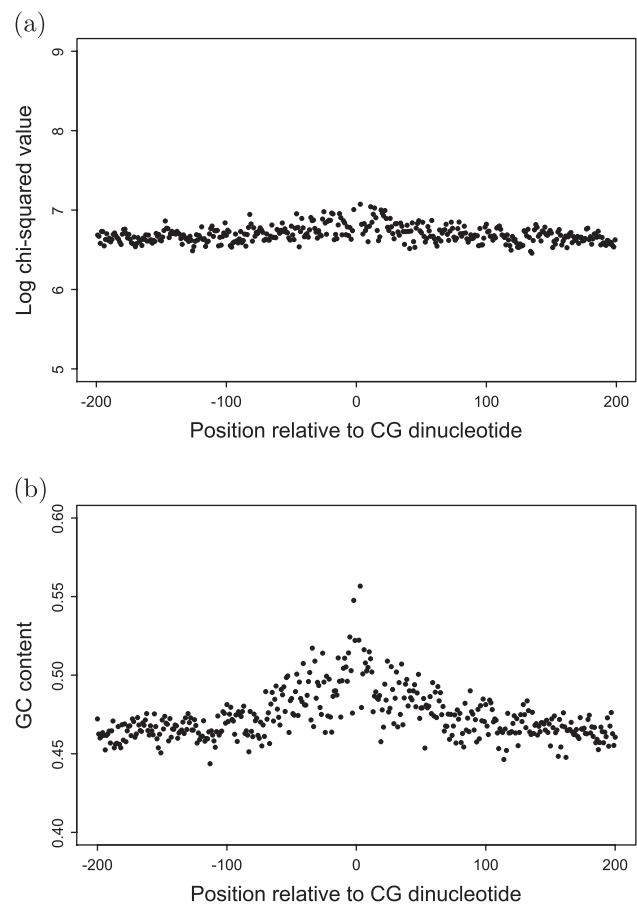 (a)
Log chi-squared value
9
8
7
6
5
-200 -100 0 100 200
Position relative to CG dinucleotide
(b)
GC content
0.60
0.55
0.50
0.45
0.40
-200 -100 0 100 200
Position relative to CG dinucleotide